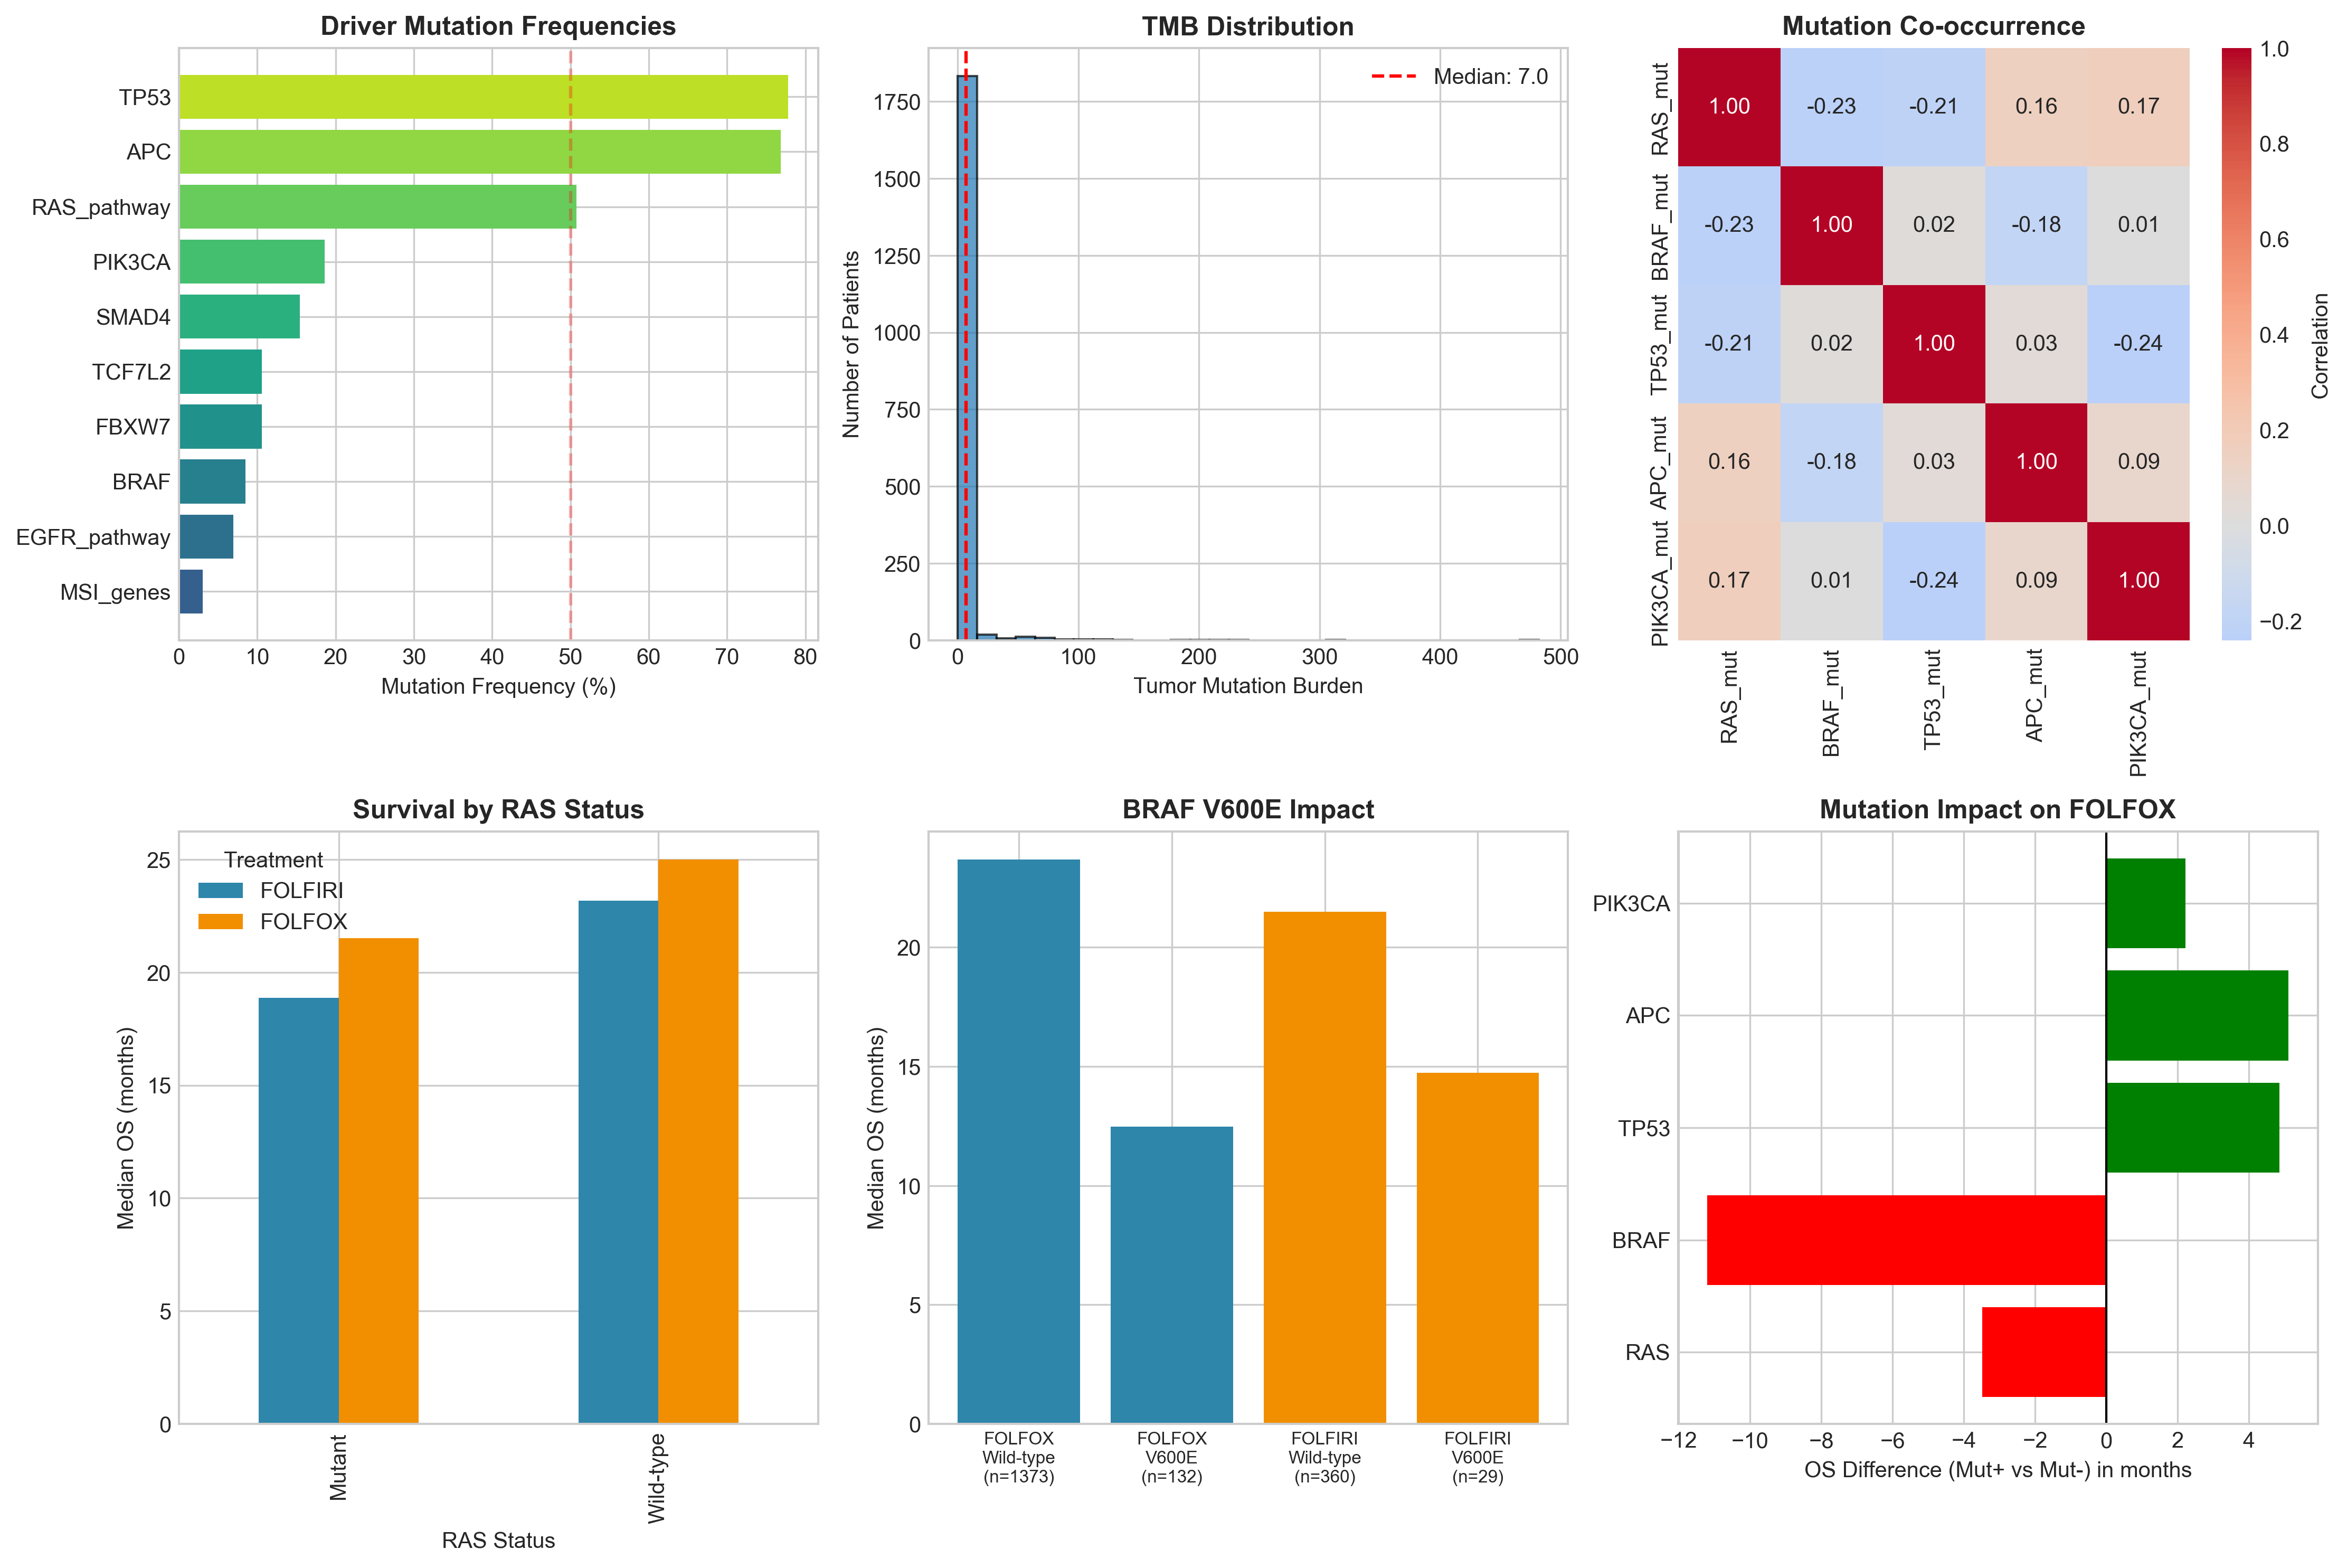 Driver Mutation Frequencies
TP53
APC
RAS_pathway
PIK3CA
SMAD4
TCF7L2
FBXW7
BRAF
EGFR_pathway
MSI_genes
0 10 20 30 40 50 60 70 80
Mutation Frequency (%)
TMB Distribution
Number of Patients
1750
1500
1250
1000
750
500
250
0
Median: 7.0
0 100 200 300 400 500
Tumor Mutation Burden
Mutation Co-occurrence
RAS_mut
1.00 -0.23 -0.21 0.16 0.17
BRAF_mut
-0.23 1.00 0.02 -0.18 0.01
TP53_mut
-0.21 0.02 1.00 0.03 -0.24
APC_mut
0.16 -0.18 0.03 1.00 0.09
PIK3CA_mut
0.17 0.01 -0.24 0.09 1.00
RAS_mut
BRAF_mut
TP53_mut
APC_mut
PIK3CA_mut
1.0
0.8
0.6
0.4
0.2
0.0
−0.2
Correlation
Survival by RAS Status
Median OS (months)
25
20
15
10
5
0
Treatment
FOLFIRI
FOLFOX
Mutant
Wild-type
RAS Status
BRAF V600E Impact
Median OS (months)
20
15
10
5
0
FOLFOX
Wild-type
(n=1373)
FOLFOX
V600E
(n=132)
FOLFIRI
Wild-type
(n=360)
FOLFIRI
V600E
(n=29)
Mutation Impact on FOLFOX
PIK3CA
APC
TP53
BRAF
RAS
−12 −10 −8 −6 −4 −2 0 2 4
OS Difference (Mut+ vs Mut-) in months